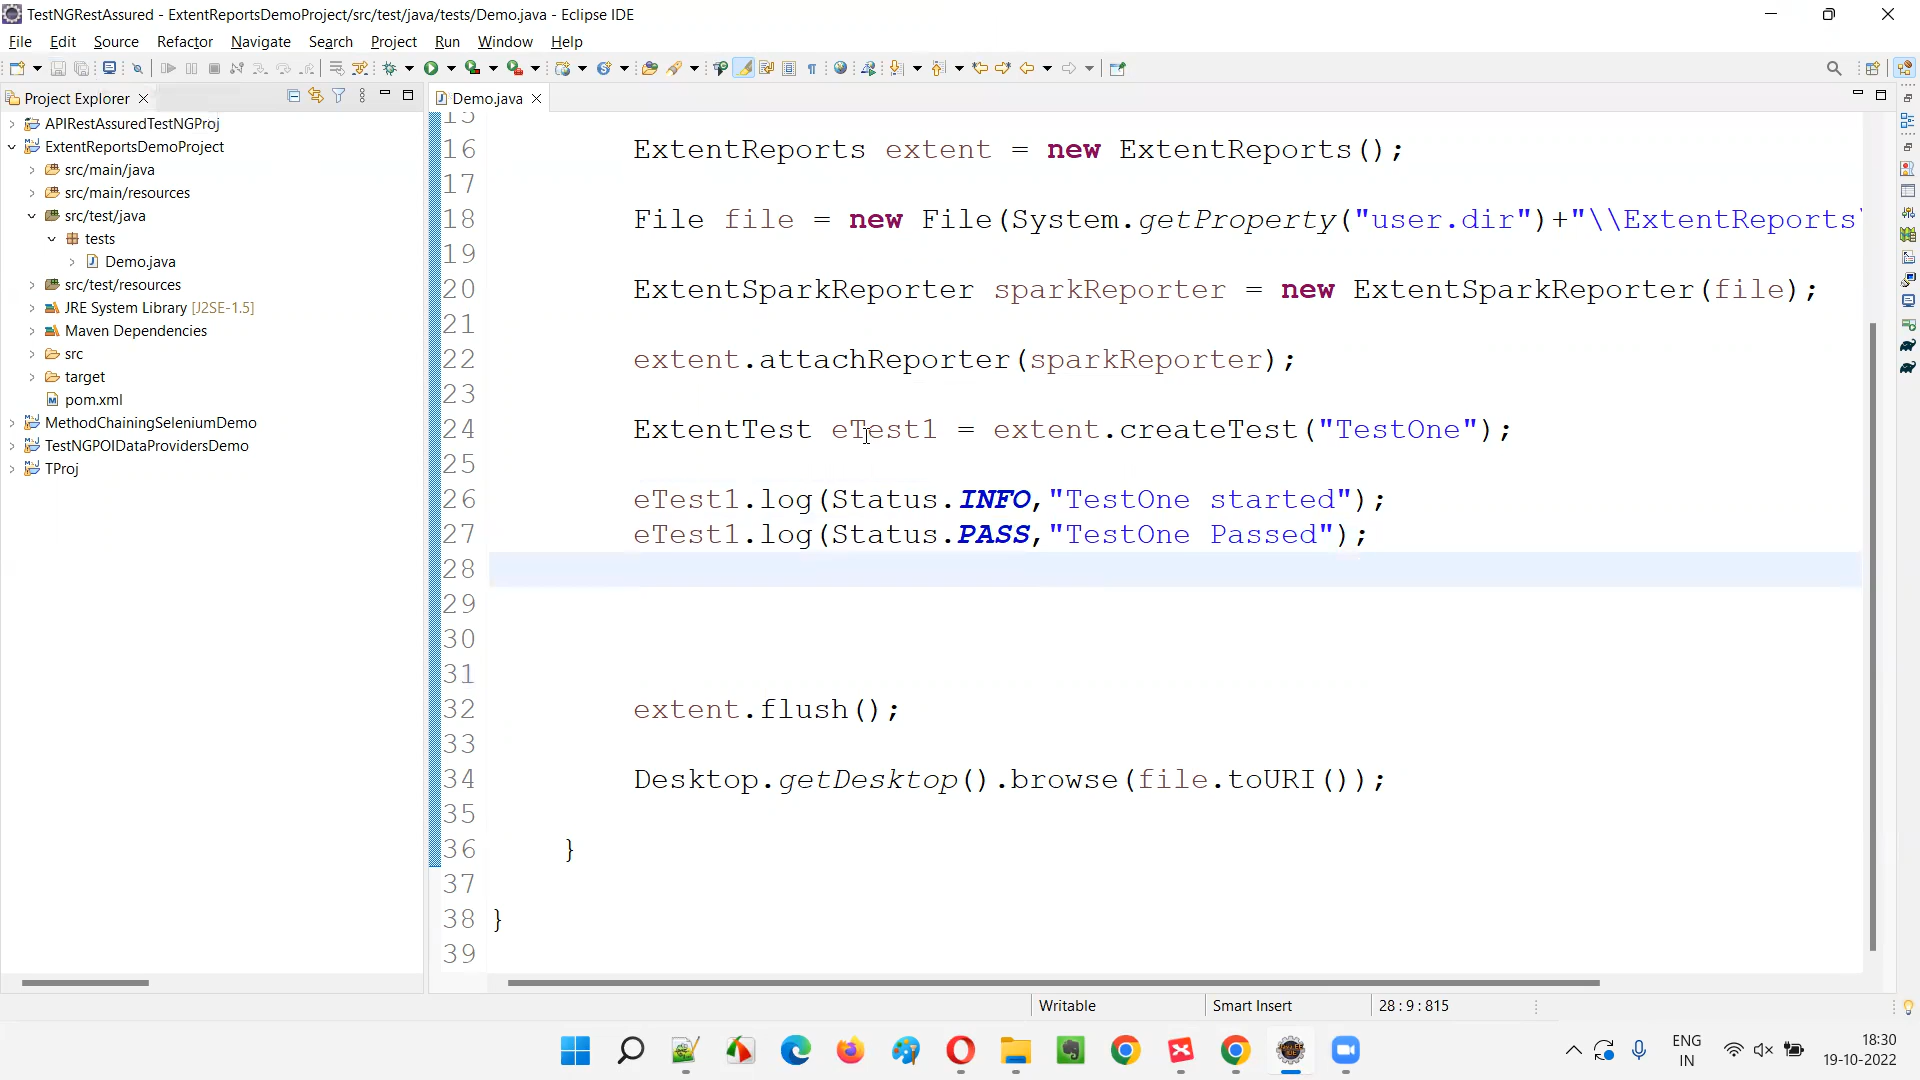 TestNGRestAssured - ExtentReportsDemoProject/src/test/java/tests/Demo.java - Eclipse IDE
File Edit Source Refactor Navigate Search Project Run Window Help
Project Explorer
Demo.java
APIRestAssuredTestNGProj
ExtentReportsDemoProject
src/main/java
src/main/resources
src/test/java
tests
Demo.java
src/test/resources
JRE System Library [J2SE-1.5]
Maven Dependencies
src
target
pom.xml
MethodChainingSeleniumDemo
TestNGPOIDataProvidersDemo
TProj
15
16 ExtentReports extent = new ExtentReports();
17
18 File file = new File(System.getProperty("user.dir")+"\\ExtentReports\
19
20 ExtentSparkReporter sparkReporter = new ExtentSparkReporter(file);
21
22 extent.attachReporter(sparkReporter);
23
24 ExtentTest eTest1 = extent.createTest("TestOne");
25
26 eTest1.log(Status.INFO,"TestOne started");
27 eTest1.log(Status.PASS,"TestOne Passed");
28
29
30
31
32 extent.flush();
33
34 Desktop.getDesktop().browse(file.toURI());
35
36 }
37
38 }
39
Writable Smart Insert 28 : 9 : 815
ENG
IN
18:30
19-10-2022